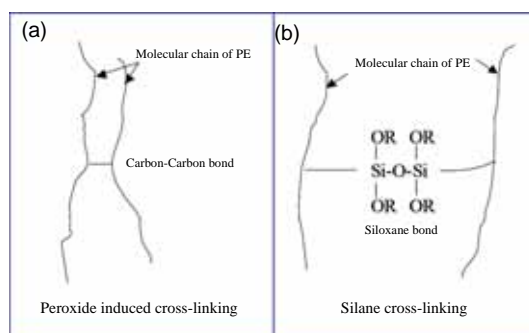 (a)
Molecular chain of PE
Carbon-Carbon bond
Peroxide induced cross-linking
(b)
Molecular chain of PE
OR OR
Si-O-Si
OR OR
Siloxane bond
Silane cross-linking